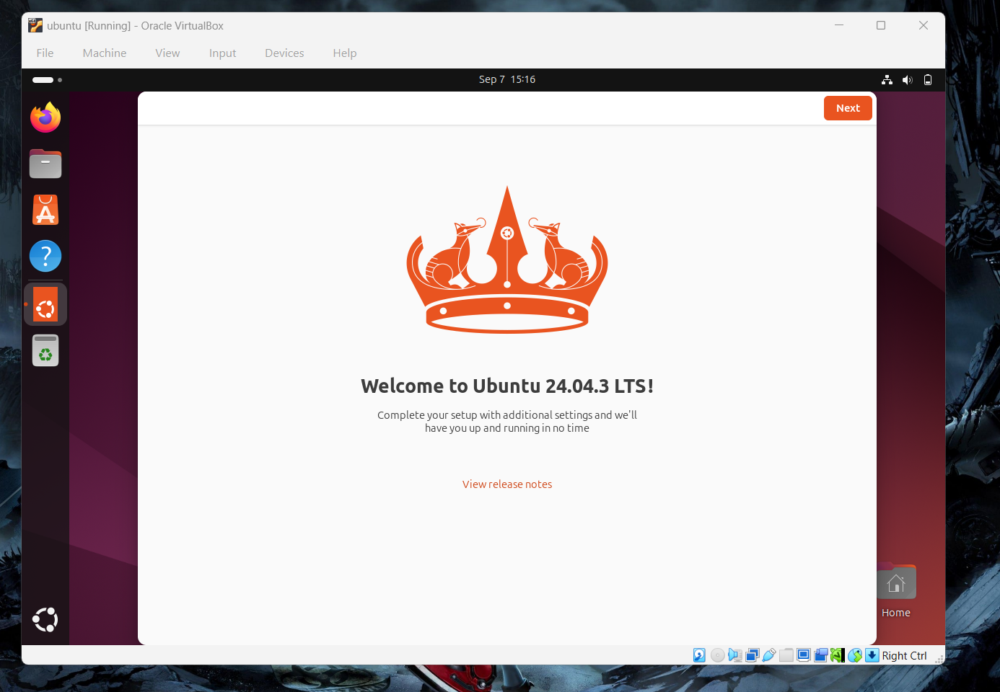 ubuntu [Running] - Oracle VirtualBox
File Machine View Input Devices Help
Sep 7 15:16
Next
Welcome to Ubuntu 24.04.3 LTS!
Complete your setup with additional settings and we'll
have you up and running in no time
View release notes
Home
Right Ctrl